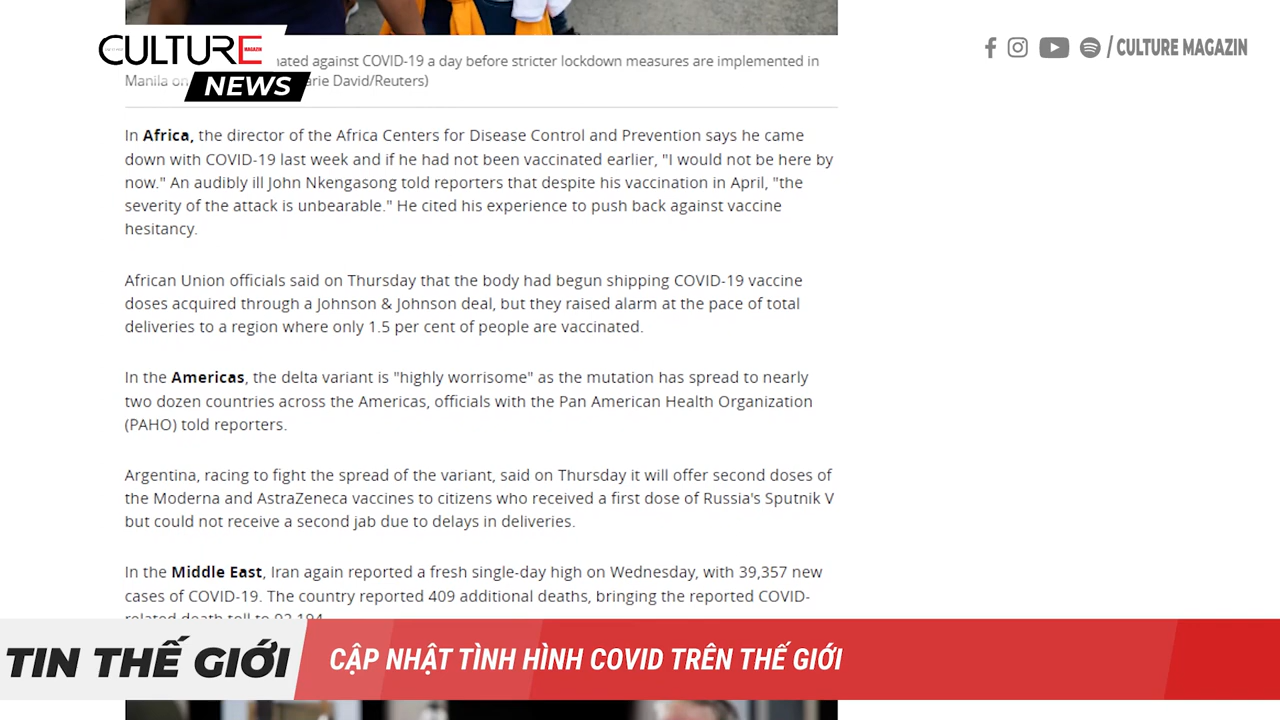 CULTURE
MAGAZIN
NEWS
/ CULTURE MAGAZIN
nated against COVID-19 a day before stricter lockdown measures are implemented in
Manila on arie David/Reuters)
In Africa, the director of the Africa Centers for Disease Control and Prevention says he came
down with COVID-19 last week and if he had not been vaccinated earlier, "I would not be here by
now." An audibly ill John Nkengasong told reporters that despite his vaccination in April, "the
severity of the attack is unbearable." He cited his experience to push back against vaccine
hesitancy.
African Union officials said on Thursday that the body had begun shipping COVID-19 vaccine
doses acquired through a Johnson & Johnson deal, but they raised alarm at the pace of total
deliveries to a region where only 1.5 per cent of people are vaccinated.
In the Americas, the delta variant is "highly worrisome" as the mutation has spread to nearly
two dozen countries across the Americas, officials with the Pan American Health Organization
(PAHO) told reporters.
Argentina, racing to fight the spread of the variant, said on Thursday it will offer second doses of
the Moderna and AstraZeneca vaccines to citizens who received a first dose of Russia's Sputnik V
but could not receive a second jab due to delays in deliveries.
In the Middle East, Iran again reported a fresh single-day high on Wednesday, with 39,357 new
cases of COVID-19. The country reported 409 additional deaths, bringing the reported COVID-
related death toll to 92,194.
TIN THẾ GIỚI
CẬP NHẬT TÌNH HÌNH COVID TRÊN THẾ GIỚI